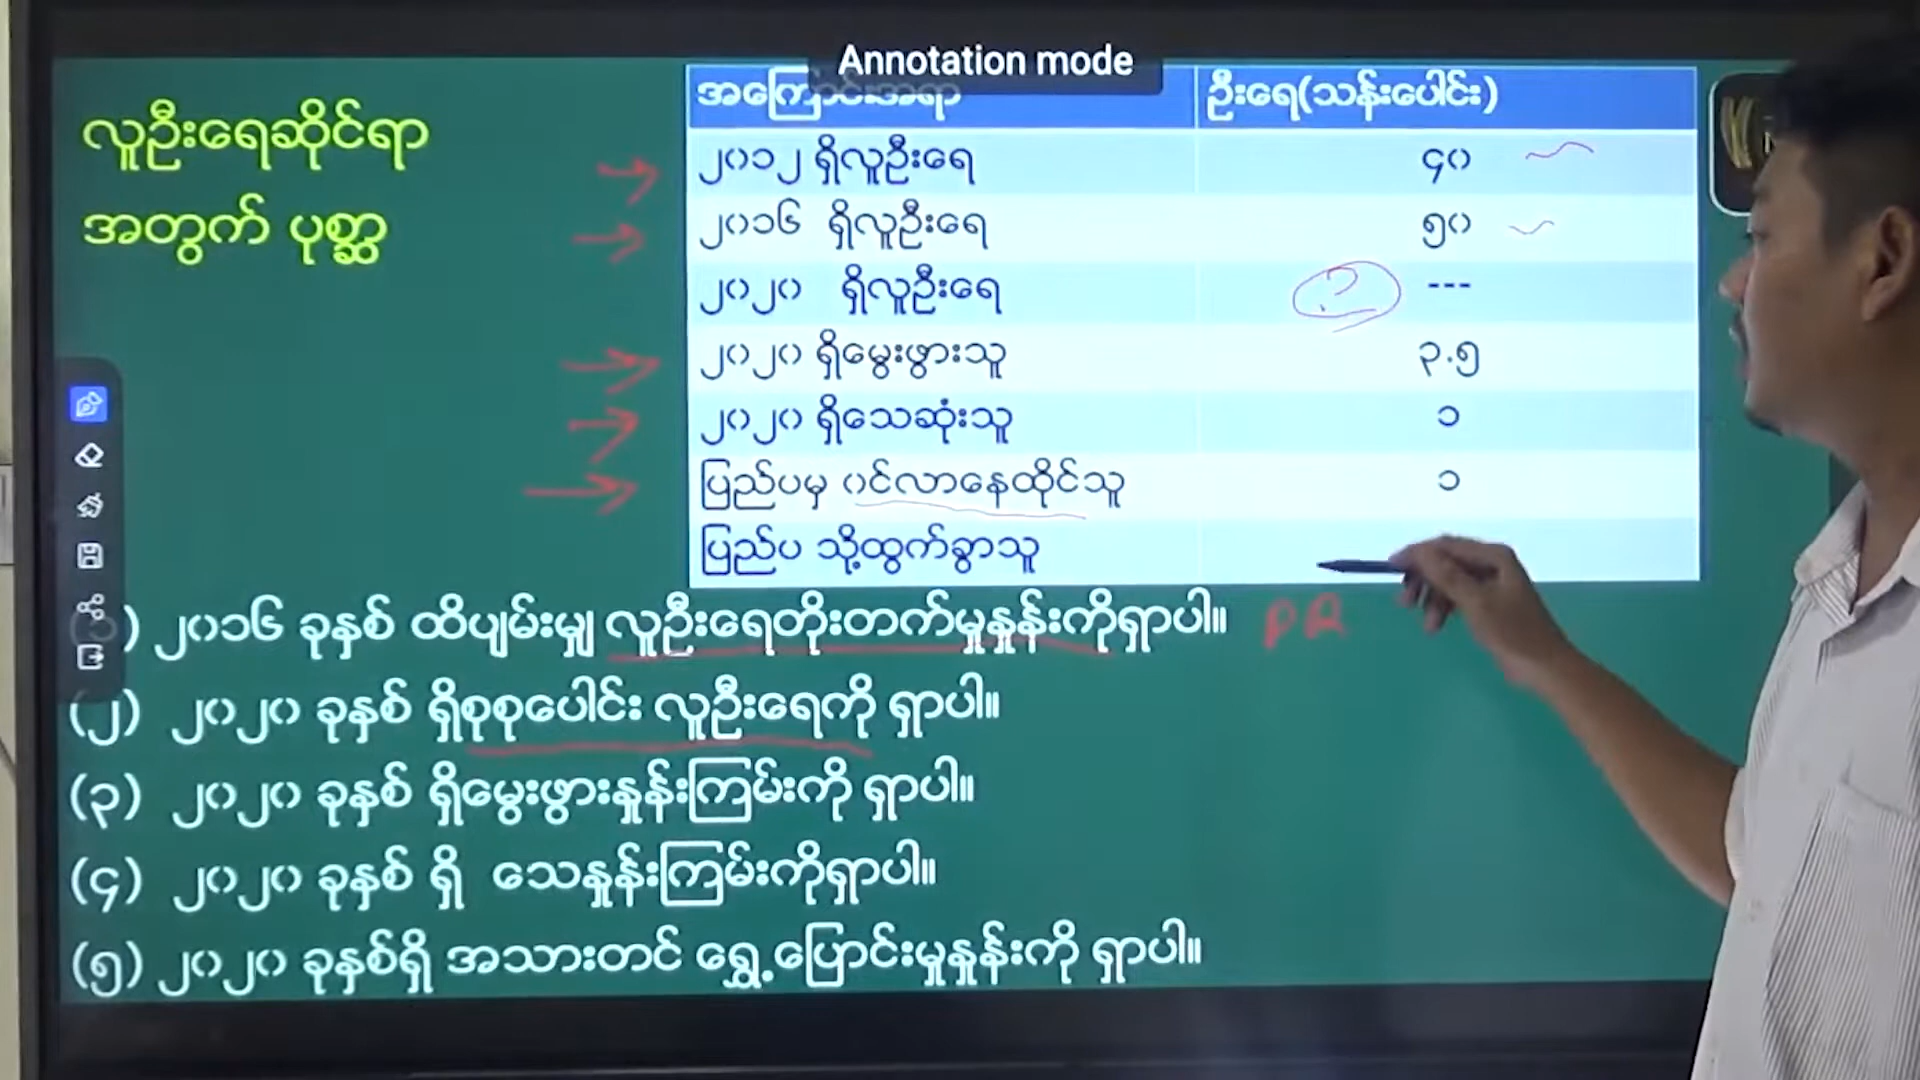 Annotation mode
လူဦးရေဆိုင်ရာ
အတွက် ပုစ္ဆာ
အကြောင်းအရာ ဦးရေ(သန်းပေါင်း)
၂၀၁၂ ရှိလူဦးရေ ၄၀
၂၀၁၆ ရှိလူဦးရေ ၅၀
၂၀၂၀ ရှိလူဦးရေ ? ---
၂၀၂၀ ရှိမွေးဖွားသူ ၃.၅
၂၀၂၀ ရှိသေဆုံးသူ ၁
ပြည်ပမှ ဝင်လာနေထိုင်သူ ၁
ပြည်ပ သို့ထွက်ခွာသူ
) ၂၀၁၆ ခုနှစ် ထိပျမ်းမျှ လူဦးရေတိုးတက်မှုနှုန်းကိုရှာပါ။
(၂) ၂၀၂၀ ခုနှစ် ရှိစုစုပေါင်း လူဦးရေကို ရှာပါ။
(၃) ၂၀၂၀ ခုနှစ် ရှိမွေးဖွားနှုန်းကြမ်းကို ရှာပါ။
(၄) ၂၀၂၀ ခုနှစ် ရှိ သေနှုန်းကြမ်းကိုရှာပါ။
(၅) ၂၀၂၀ ခုနှစ်ရှိ အသားတင် ရွှေ့ပြောင်းမှုနှုန်းကို ရှာပါ။